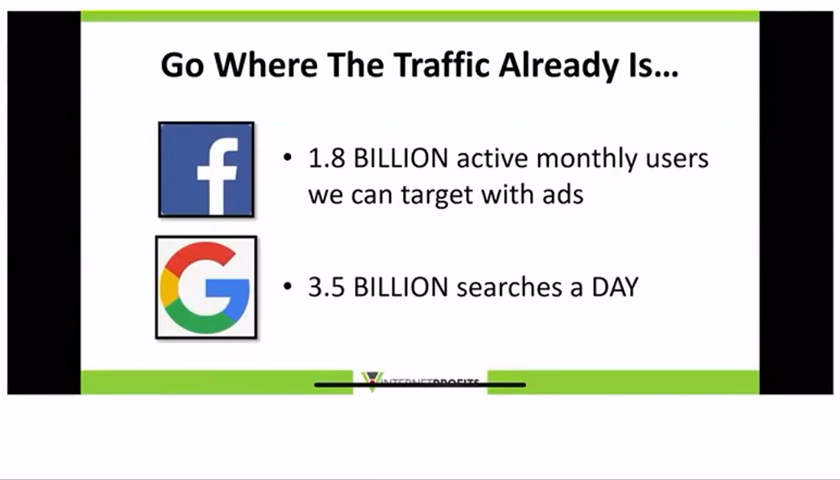 Go Where The Traffic Already Is...
• 1.8 BILLION active monthly users
we can target with ads
• 3.5 BILLION searches a DAY
INTERNETPROFITS